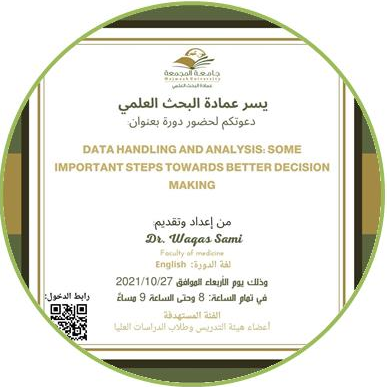 جامعة المجمعة
Majmaah University
عمادة البحث العلمي
يسر عمادة البحث العلمي
دعوتكم لحضور دورة بعنوان:
DATA HANDLING AND ANALYSIS: SOME
IMPORTANT STEPS TOWARDS BETTER DECISION
MAKING
من إعداد وتقديم:
Dr. Waqas Sami
Faculty of medicine
لغة الدورة: English
وذلك يوم الأربعاء الموافق 2021/10/27
في تمام الساعة: 8 وحتى الساعة 9 مساءً
رابط الدخول:
الفئة المستهدفة
أعضاء هيئة التدريس وطلاب الدراسات العليا